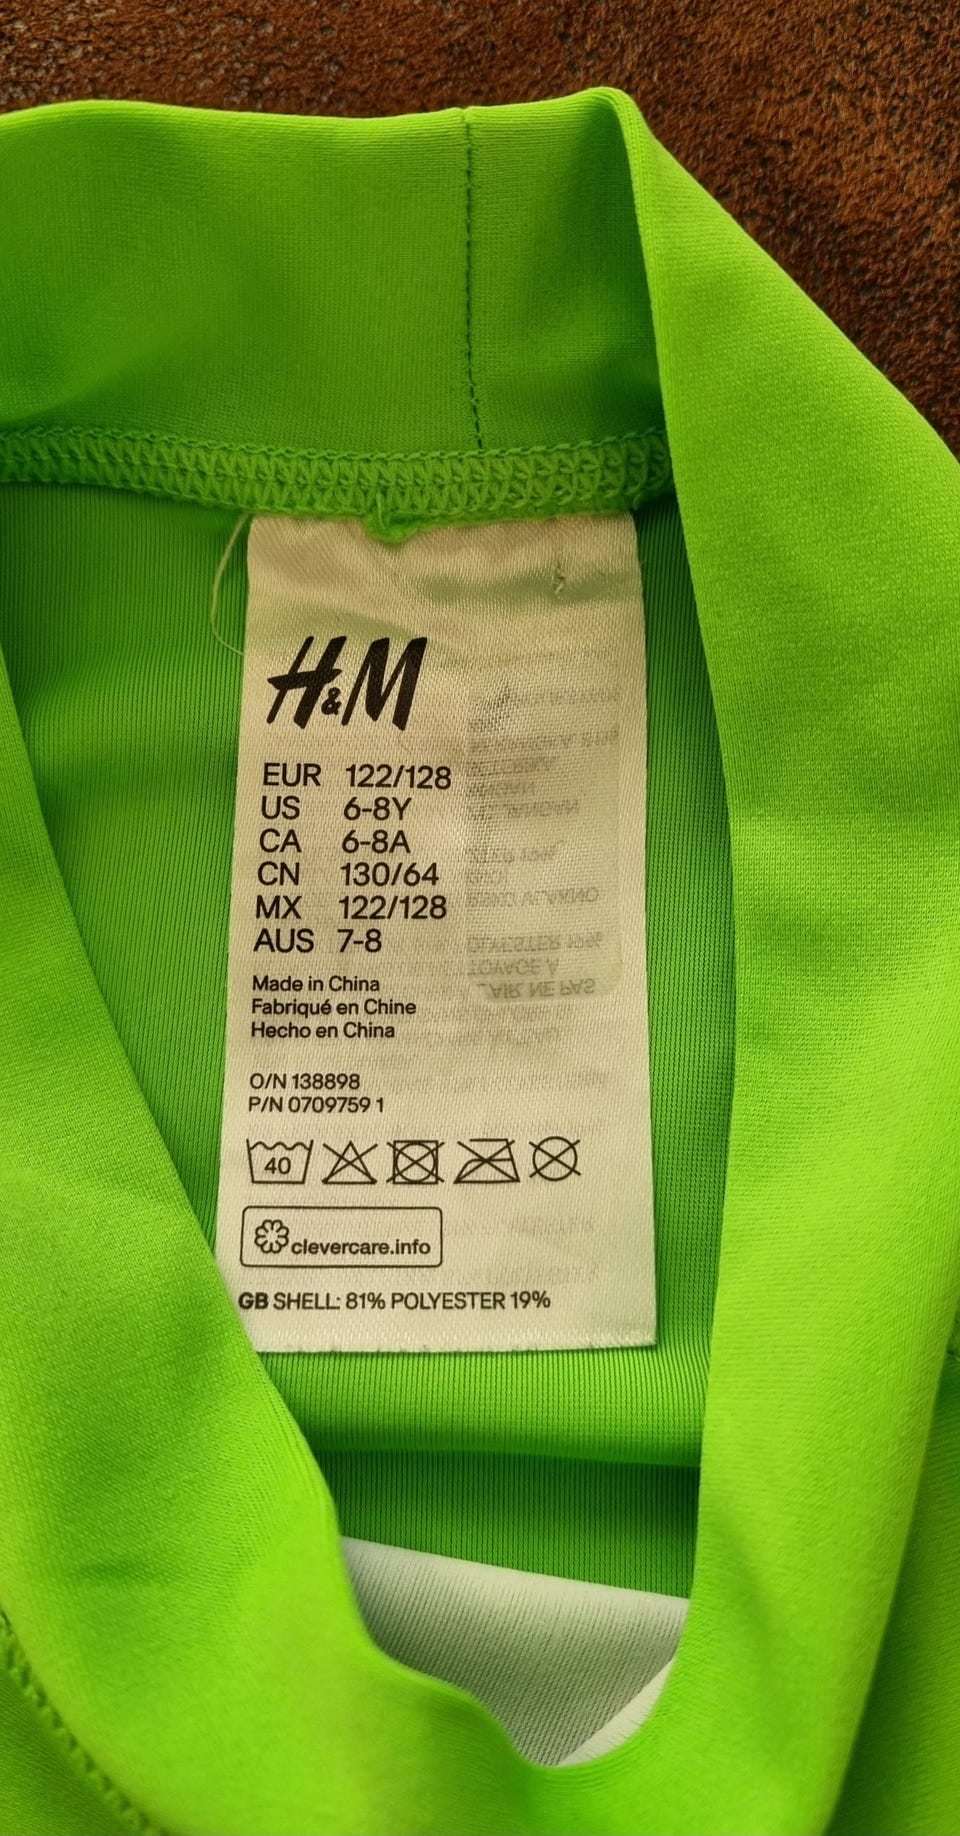 H&M
EUR 122/128
US 6-8Y
CA 6-8A
CN 130/64
MX 122/128
AUS 7-8
Made in China
Fabriqué en Chine
Hecho en China
O/N 138898
P/N 0709759 1
40
clevercare.info
GB SHELL: 81% POLYESTER 19%